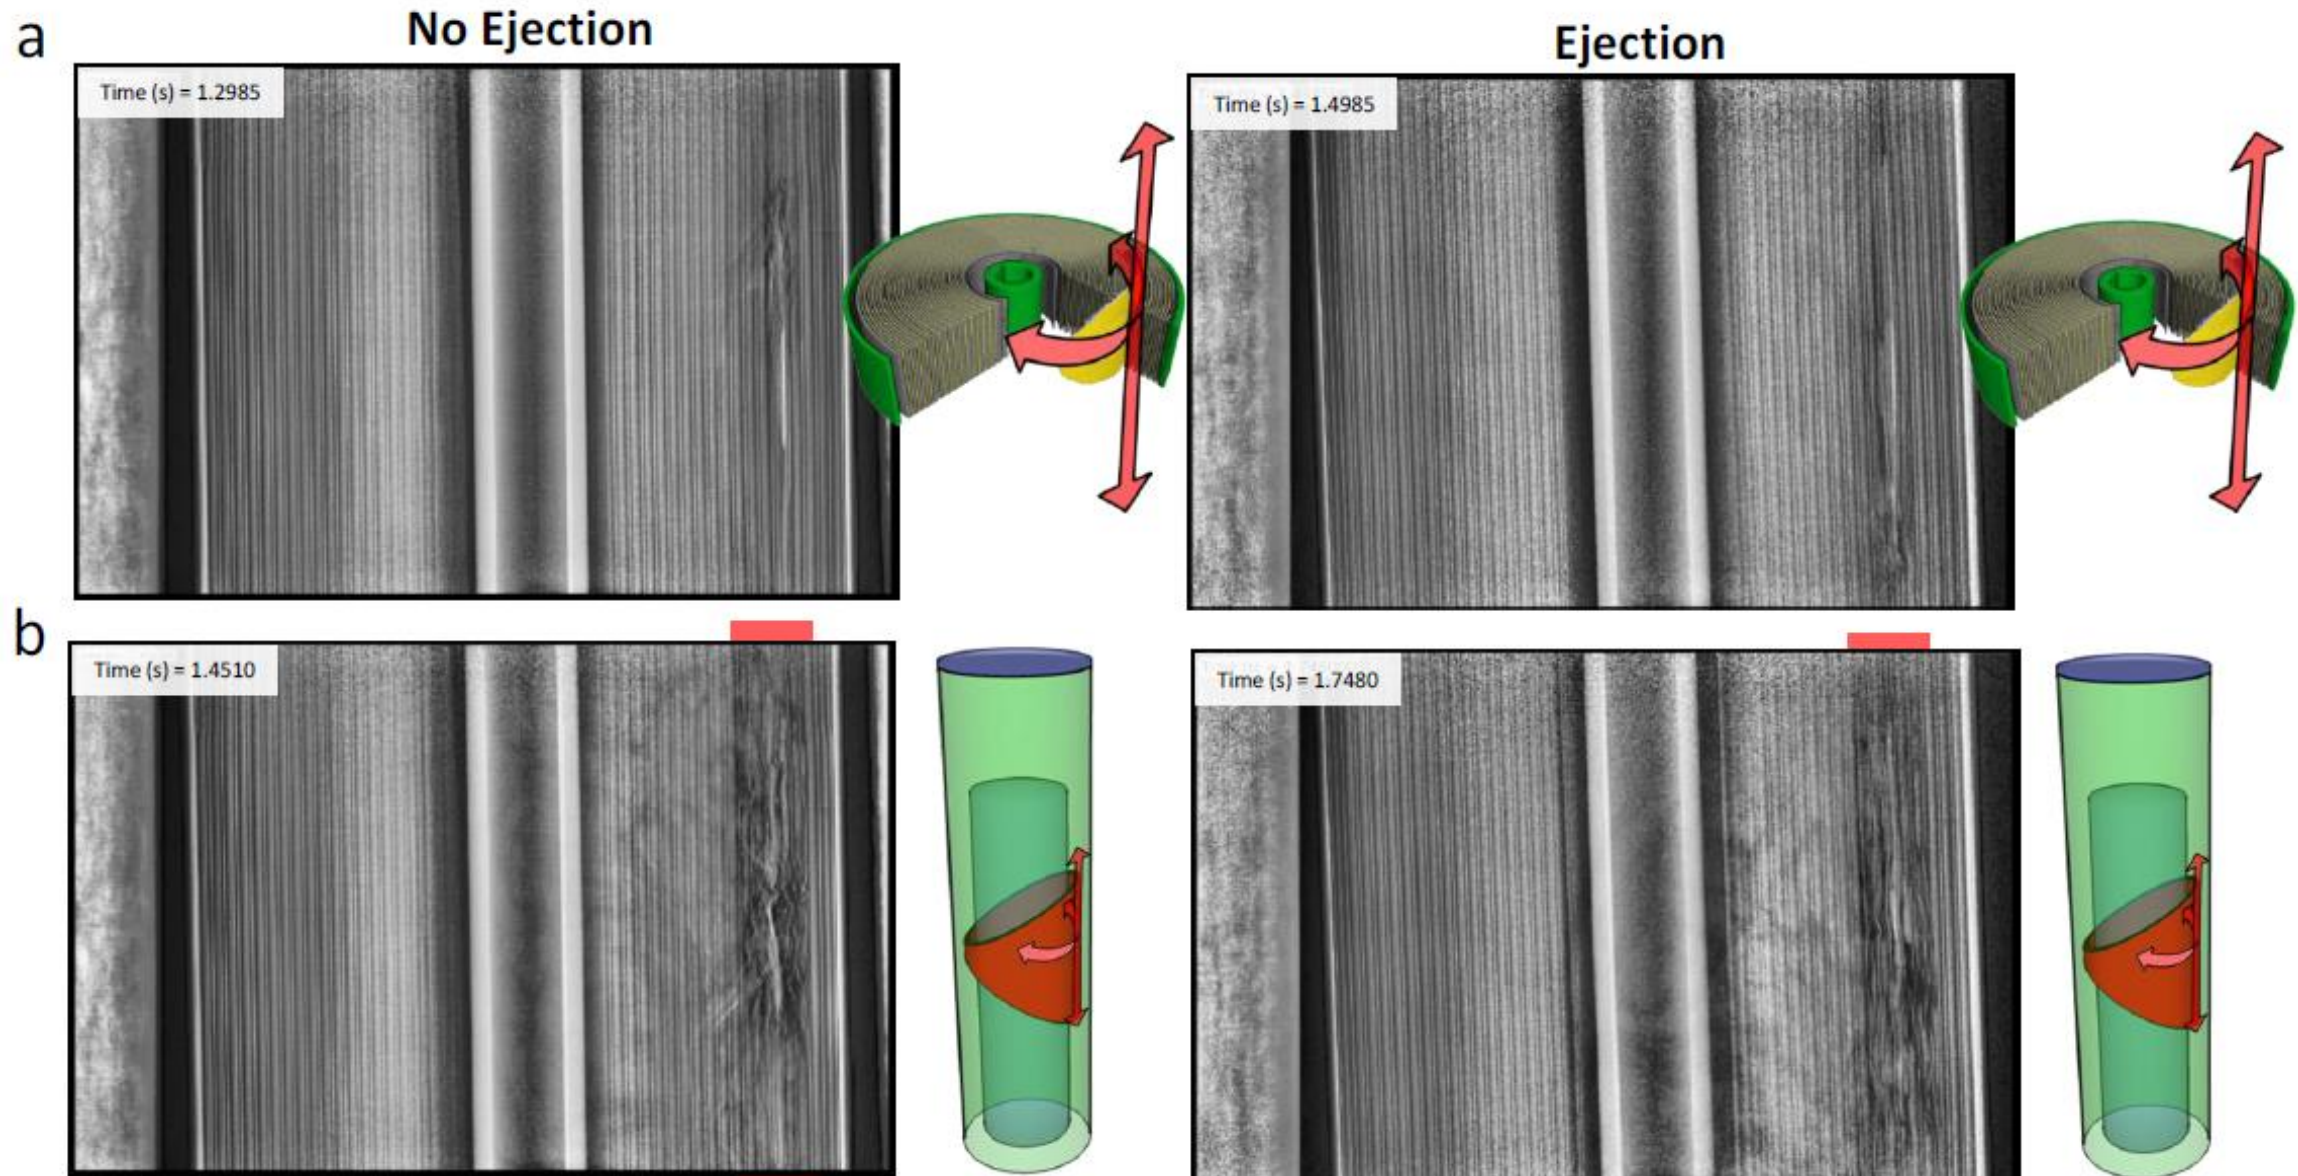 a
No Ejection
Ejection
Time (s) = 1.2985
Time (s) = 1.4985
b
Time (s) = 1.4510
Time (s) = 1.7480